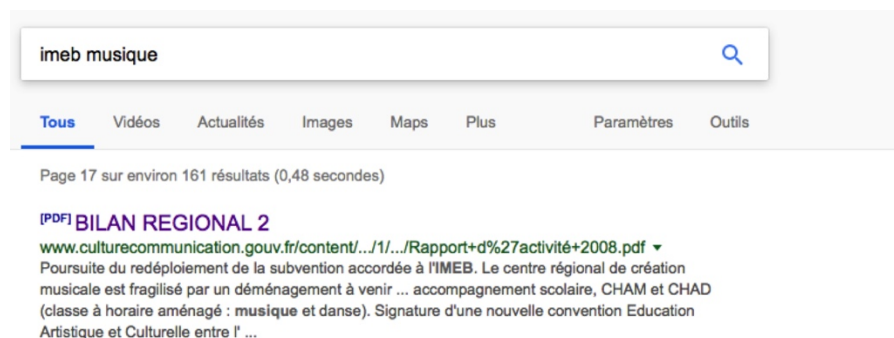 imeb musique
Tous Vidéos Actualités Images Maps Plus Paramètres Outils
Page 17 sur environ 161 résultats (0,48 secondes)
[PDF] BILAN REGIONAL 2
www.culturecommunication.gouv.fr/content/.../1/.../Rapport+d%27activité+2008.pdf
Poursuite du redéploiement de la subvention accordée à l'IMEB. Le centre régional de création
musicale est fragilisé par un déménagement à venir ... accompagnement scolaire, CHAM et CHAD
(classe à horaire aménagé : musique et danse). Signature d'une nouvelle convention Education
Artistique et Culturelle entre l' ...